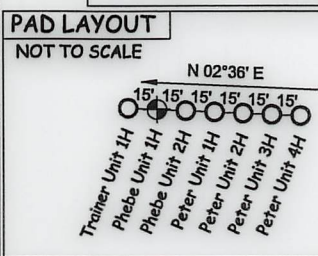 PAD LAYOUT
NOT TO SCALE
N 02°36' E
15' 15' 15' 15' 15' 15'
Trainer Unit 1H
Phebe Unit 1H
Phebe Unit 2H
Peter Unit 1H
Peter Unit 2H
Peter Unit 3H
Peter Unit 4H